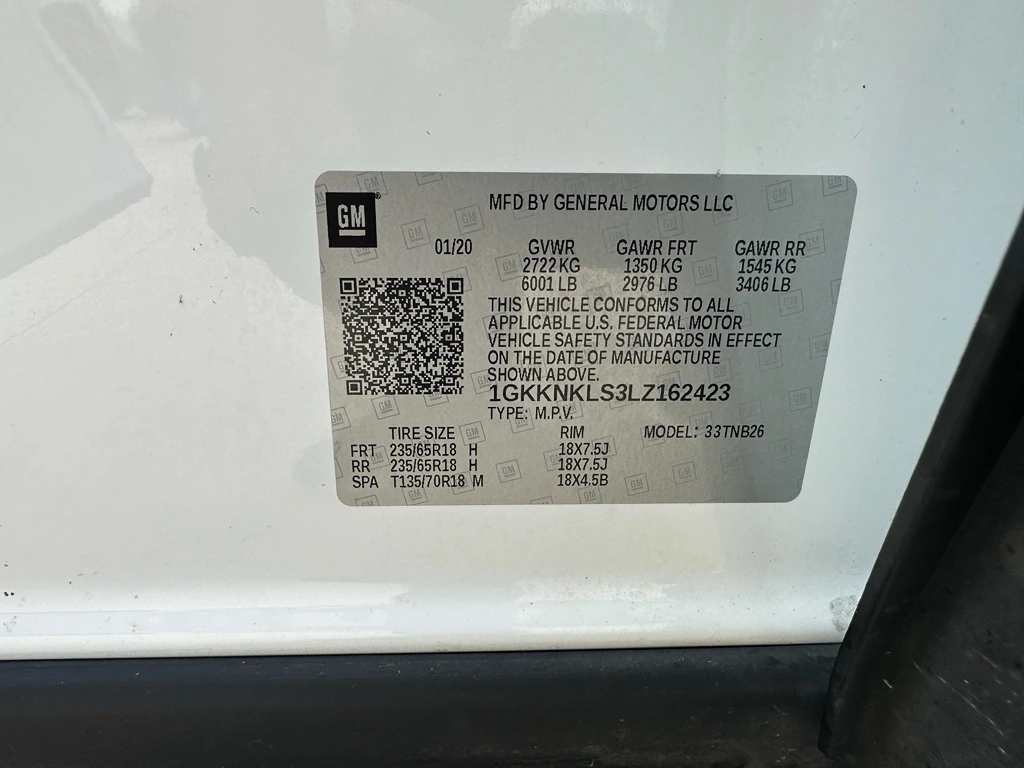 GM
MFD BY GENERAL MOTORS LLC
01/20 GVWR GAWR FRT GAWR RR
2722 KG 1350 KG 1545 KG
6001 LB 2976 LB 3406 LB
THIS VEHICLE CONFORMS TO ALL
APPLICABLE U.S. FEDERAL MOTOR
VEHICLE SAFETY STANDARDS IN EFFECT
ON THE DATE OF MANUFACTURE
SHOWN ABOVE.
1GKKNKLS3LZ162423
TYPE: M.P.V.
TIRE SIZE RIM MODEL: 33TNB26
FRT 235/65R18 H 18X7.5J
RR 235/65R18 H 18X7.5J
SPA T135/70R18 M 18X4.5B